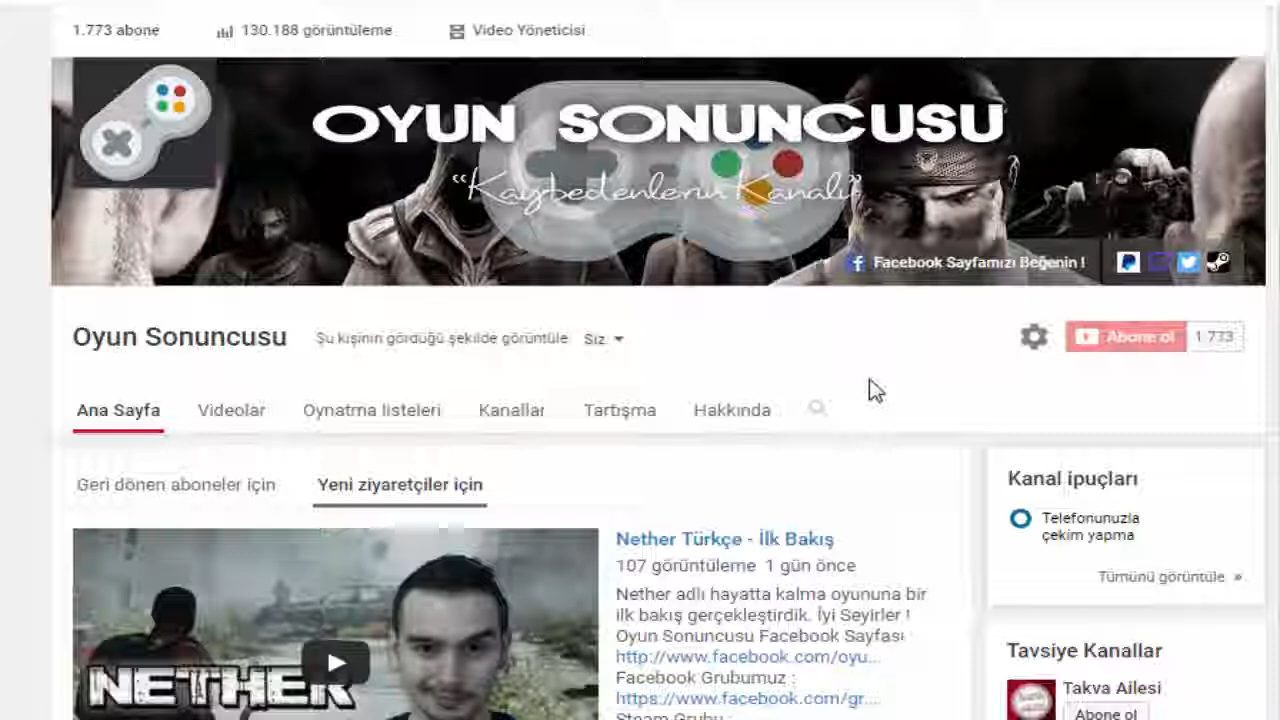 1.773 abone
130.188 görüntüleme
Video Yöneticisi
OYUN SONUNCUSU
"Kaybedenlerin Kanalı"
Facebook Sayfamızı Beğenin !
Oyun Sonuncusu
Şu kişinin gördüğü şekilde görüntüle:
Siz
Abone ol
1 773
Ana Sayfa
Videolar
Oynatma listeleri
Kanallar
Tartışma
Hakkında
Geri dönen aboneler için
Yeni ziyaretçiler için
NETHER
Nether Türkçe - İlk Bakış
107 görüntüleme 1 gün önce
Nether adlı hayatta kalma oyununa bir
ilk bakış gerçekleştirdik. İyi Seyirler !
Oyun Sonuncusu Facebook Sayfası
http://www.facebook.com/oyu...
Facebook Grubumuz :
https://www.facebook.com/gr...
Steam Grubu :
Kanal ipuçları
Telefonunuzla
çekim yapma
Tümünü görüntüle »
Tavsiye Kanallar
Takva Ailesi
Abone ol